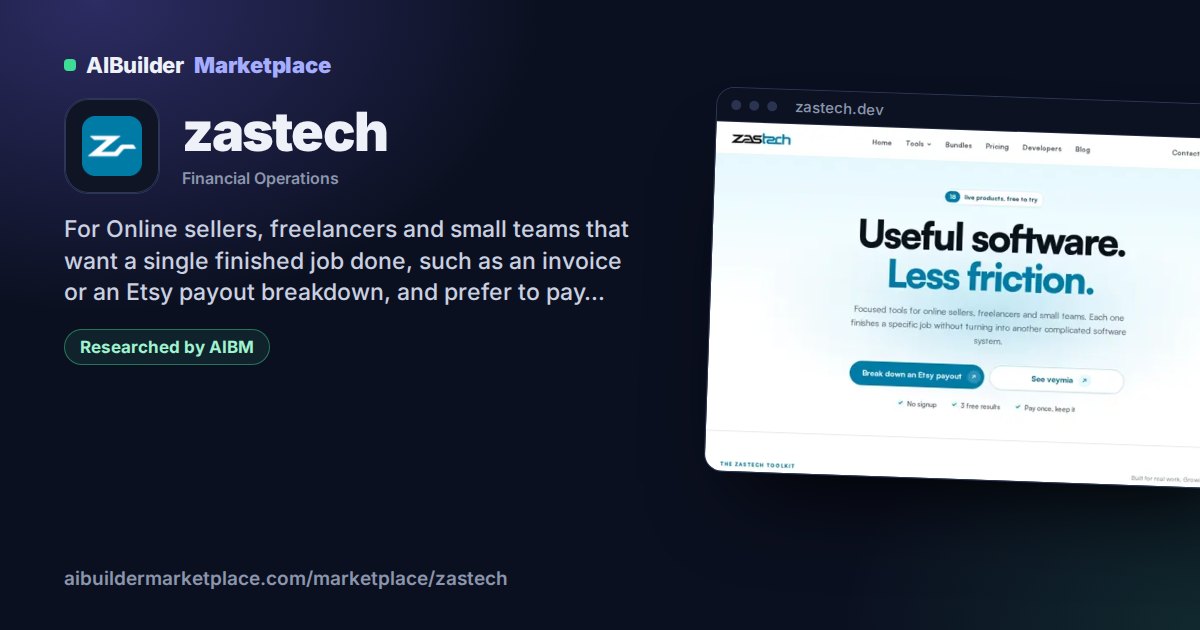 AIBuilder Marketplace
zastech
Financial Operations
For Online sellers, freelancers and small teams that
want a single finished job done, such as an invoice
or an Etsy payout breakdown, and prefer to pay...
Researched by AIBM
aibuildermarketplace.com/marketplace/zastech
zastech.dev
zastech
Home Tools Bundles Pricing Developers Blog Contact
18 live products, free to try
Useful software.
Less friction.
Focused tools for online sellers, freelancers and small teams. Each one
finishes a specific job without turning into another complicated software
system.
Break down an Etsy payout See veymia
No signup 3 free results Pay once, keep it
THE ZASTECH TOOLKIT
Built for real work.